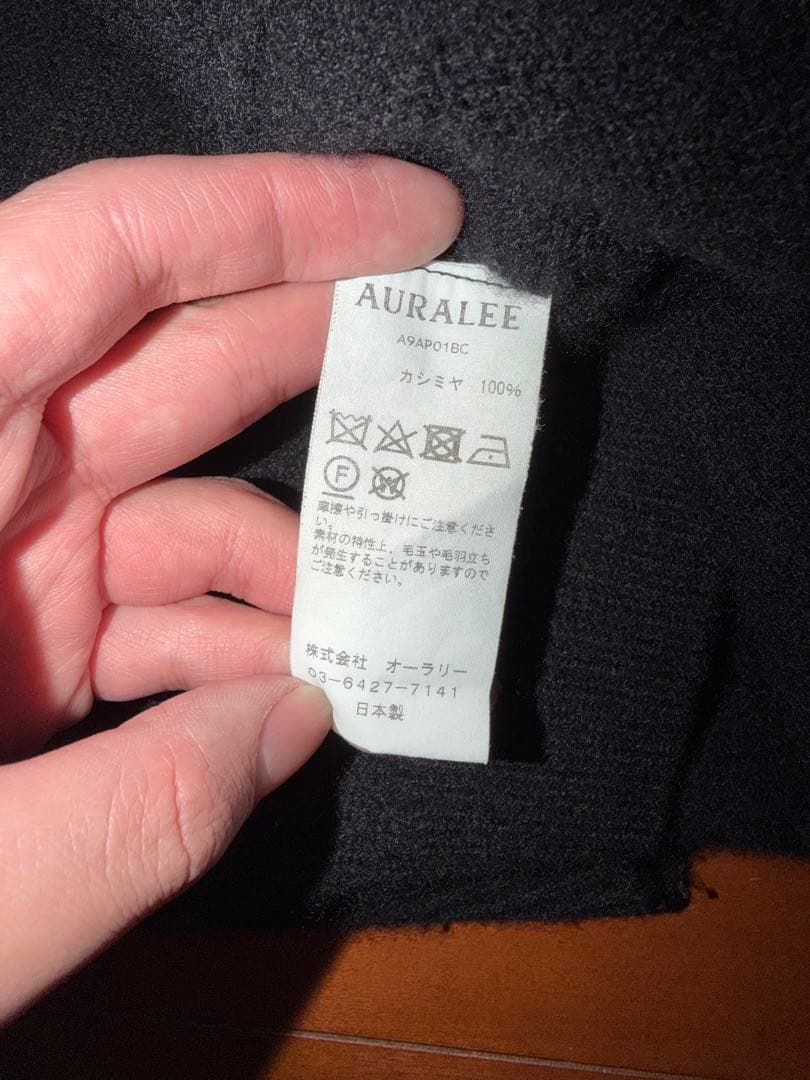 AURALEE
A9AP01BC
カシミヤ 100%
F
W
摩擦や引っ掛けにご注意くださ
い。
素材の特性上、毛玉や毛羽立ち
が発生することがありますので
ご注意ください。
株式会社 オーラリー
03-6427-7141
日本製